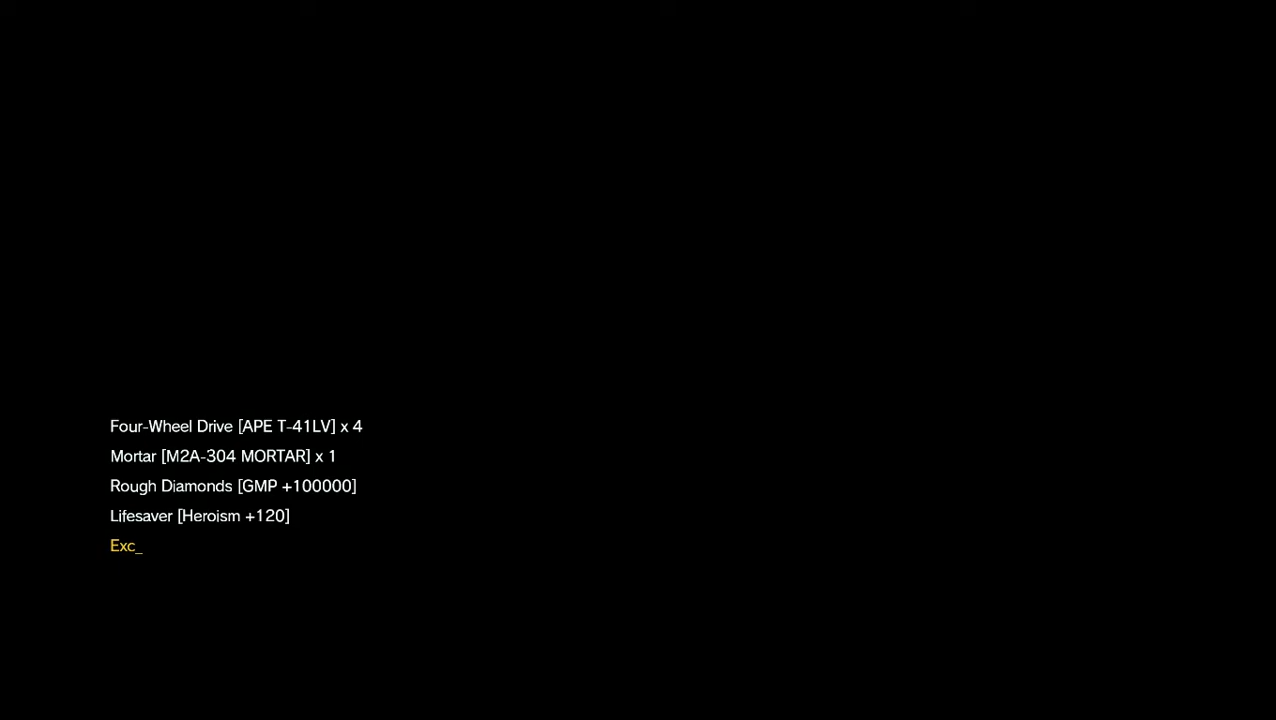 Four-Wheel Drive [APE T-41LV] x 4
Mortar [M2A-304 MORTAR] x 1
Rough Diamonds [GMP +100000]
Lifesaver [Heroism +120]
Exc_